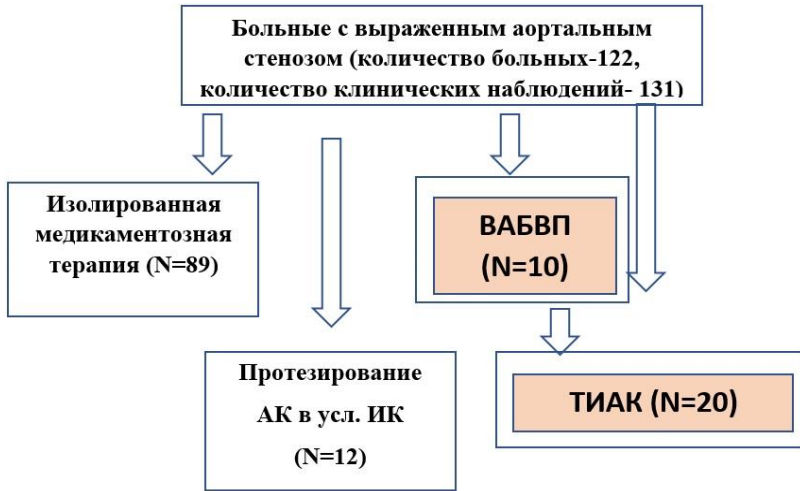 Больные с выраженным аортальным
стенозом (количество больных-122,
количество клинических наблюдений- 131)
Изолированная
медикаментозная
терапия (N=89)
ВАБВП
(N=10)
Протезирование
АК в усл. ИК
(N=12)
ТИАК (N=20)